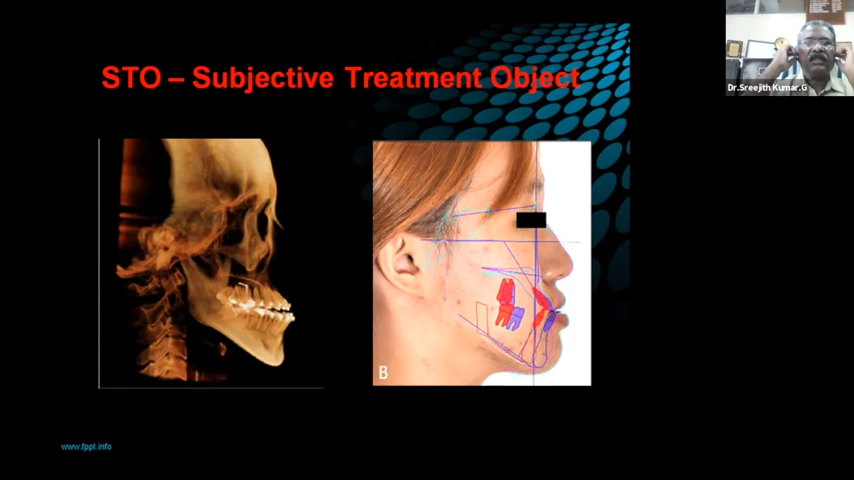 STO – Subjective Treatment Object
Dr.Sreejith Kumar.G
B
www.fppt.info